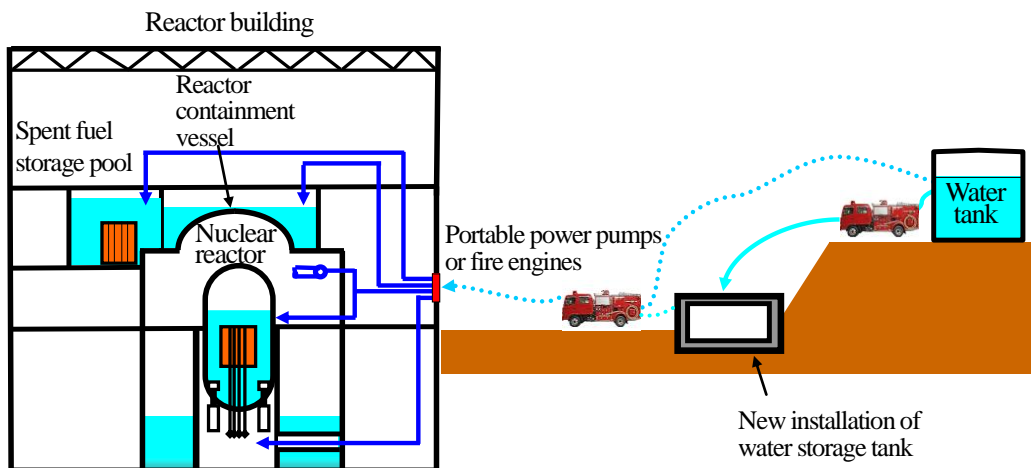 Reactor building
Reactor
containment
vessel
Spent fuel
storage pool
Nuclear
reactor
Portable power pumps
or fire engines
Water
tank
New installation of
water storage tank